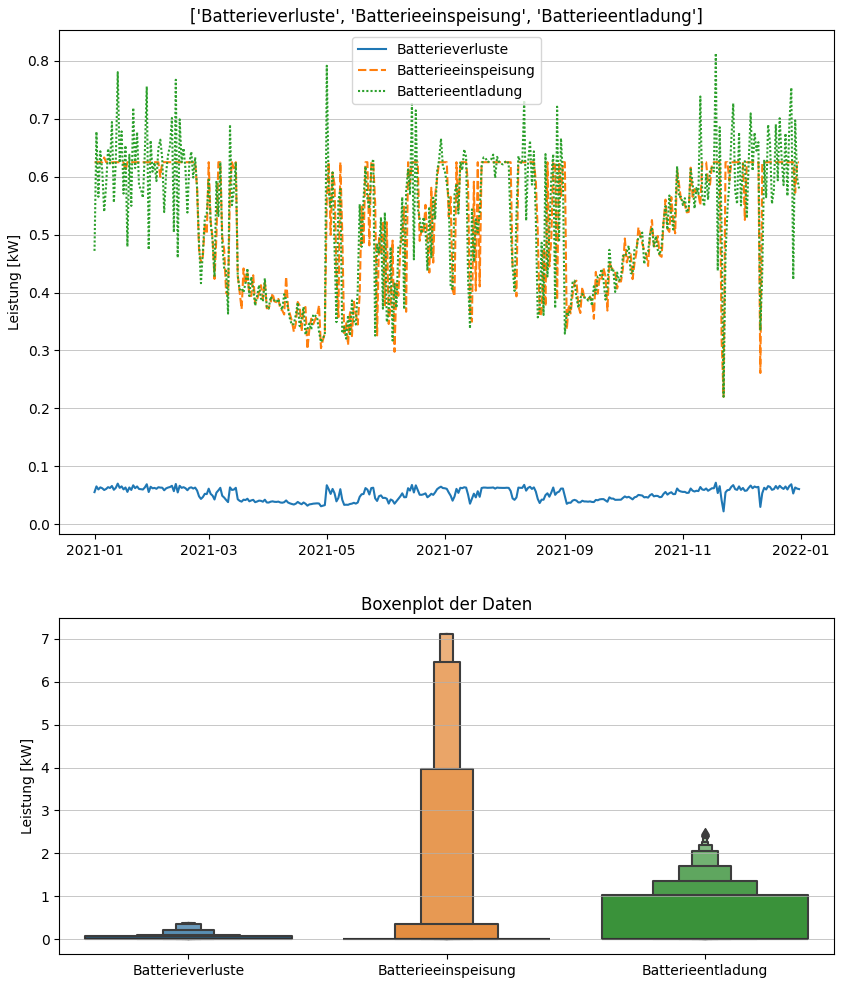 ['Batterieverluste', 'Batterieeinspeisung', 'Batterieentladung']
Batterieverluste
Batterieeinspeisung
Batterieentladung
Leistung [kW]
0.8
0.7
0.6
0.5
0.4
0.3
0.2
0.1
0.0
2021-01 2021-03 2021-05 2021-07 2021-09 2021-11 2022-01
Boxenplot der Daten
Leistung [kW]
7
6
5
4
3
2
1
0
Batterieverluste Batterieeinspeisung Batterieentladung